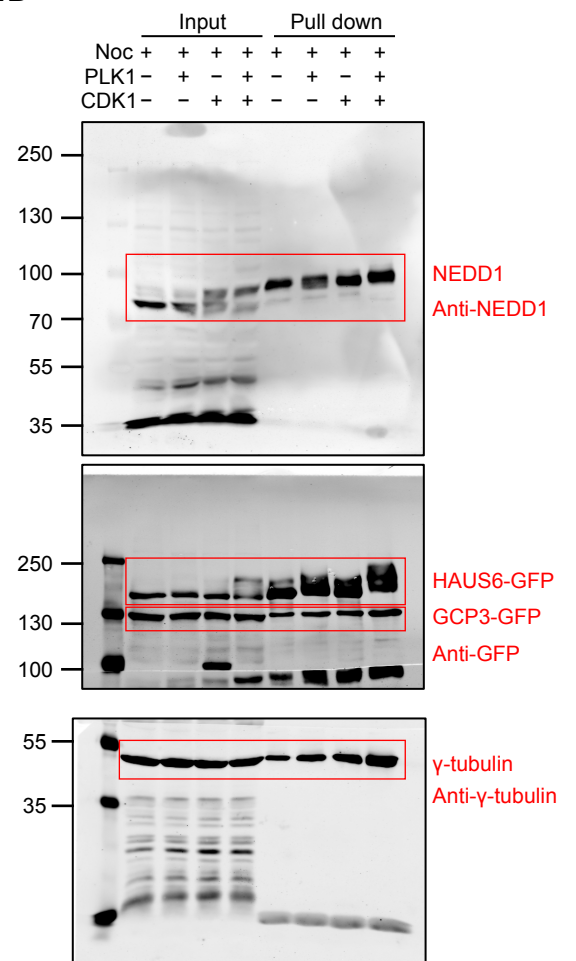 Input Pull down
Noc + + + + + + + +
PLK1 − + − + − + − +
CDK1 − − + + − − + +
250
130
100
70
55
35
NEDD1
Anti-NEDD1
250
130
100
HAUS6-GFP
GCP3-GFP
Anti-GFP
55
35
γ-tubulin
Anti-γ-tubulin